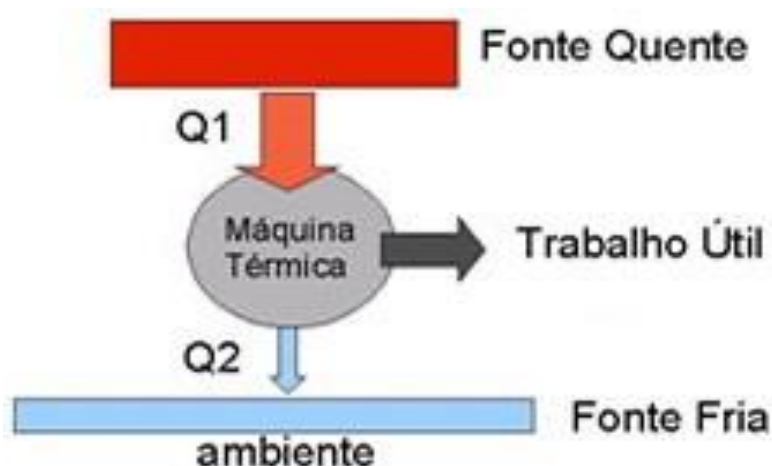 Fonte Quente
Q1
Máquina
Térmica
Trabalho Útil
Q2
Fonte Fria
ambiente